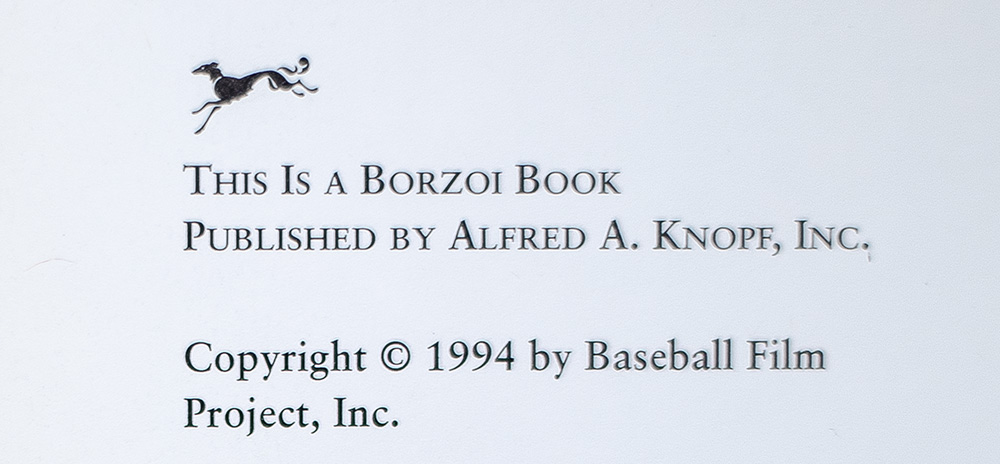 This Is a Borzoi Book
Published by Alfred A. Knopf, Inc.
Copyright © 1994 by Baseball Film
Project, Inc.